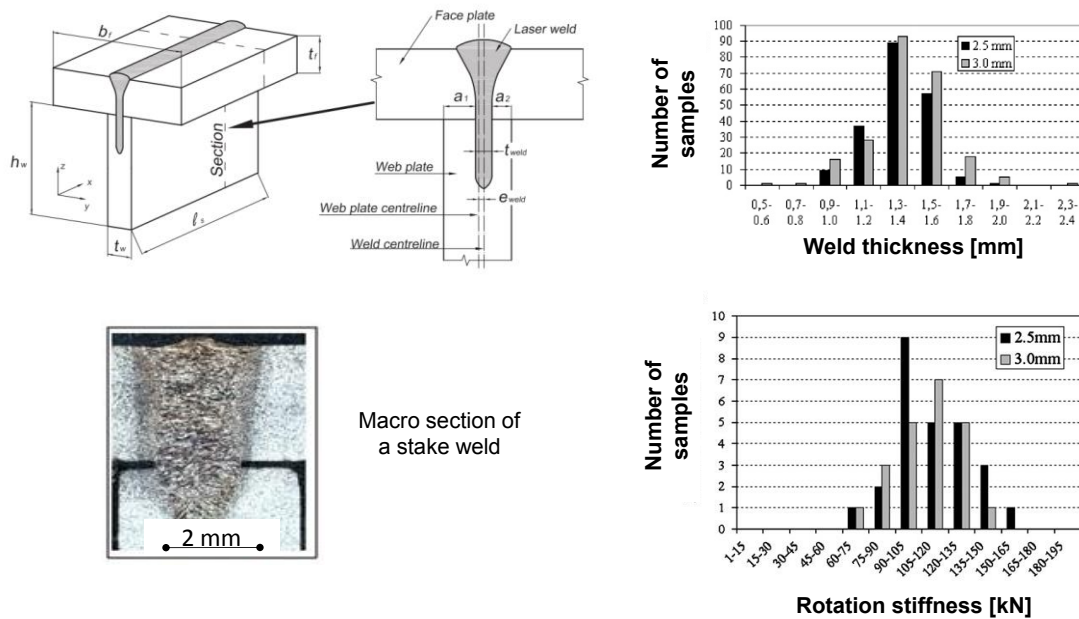 b_f
t_f
h_w
z
x
y
Section
ℓ_s
t_w
Face plate
Laser weld
a_1
a_2
t_weld
Web plate
e_weld
Web plate centreline
Weld centreline
Number of
samples
100
90
80
70
60
50
40
30
20
10
0
2.5 mm
3.0 mm
0,5-
0.6
0,7-
0.8
0,9-
1.0
1,1-
1.2
1,3-
1.4
1,5-
1.6
1,7-
1.8
1,9-
2.0
2,1-
2.2
2,3-
2.4
Weld thickness [mm]
2 mm
Macro section of
a stake weld
Number of
samples
10
9
8
7
6
5
4
3
2
1
0
2.5mm
3.0mm
1-15
15-30
30-45
45-60
60-75
75-90
90-105
105-120
120-135
135-150
150-165
165-180
180-195
Rotation stiffness [kN]